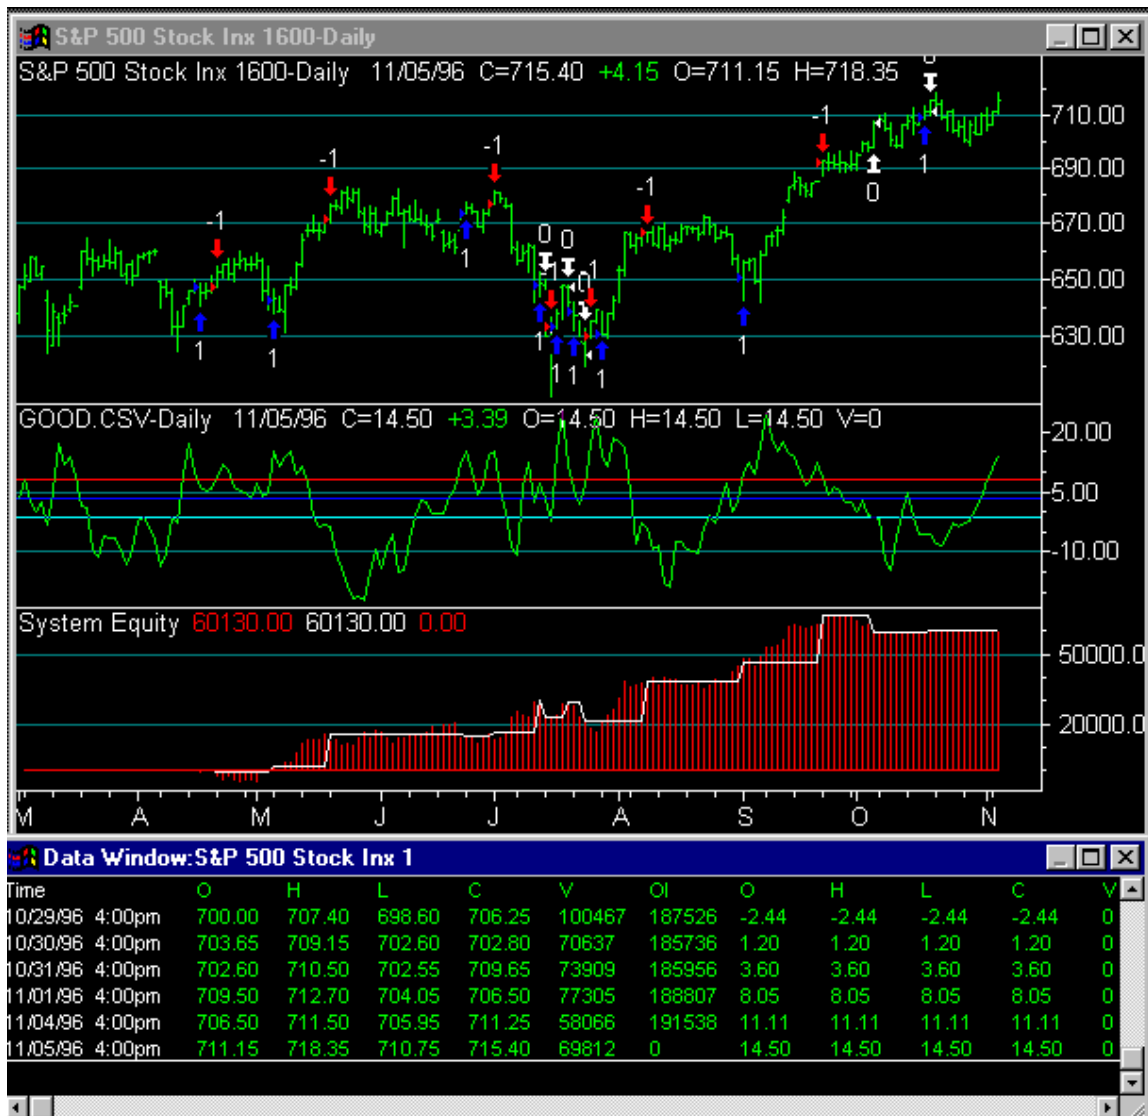 S&P 500 Stock Inx 1600-Daily
S&P 500 Stock Inx 1600-Daily 11/05/96 C=715.40 +4.15 O=711.15 H=718.35
0
710.00
-1
1
-1
690.00
-1
0
-1
670.00
-1
1
0 0
650.00
0
1
-1
630.00
1
1
1
1 1 1
1
GOOD.CSV-Daily 11/05/96 C=14.50 +3.39 O=14.50 H=14.50 L=14.50 V=0
20.00
5.00
-10.00
System Equity 60130.00 60130.00 0.00
50000.0
20000.0
M A M J J A S O N
Data Window:S&P 500 Stock Inx 1
Time O H L C V OI O H L C V
10/29/96 4:00pm 700.00 707.40 698.60 706.25 100467 187526 -2.44 -2.44 -2.44 -2.44 0
10/30/96 4:00pm 703.65 709.15 702.60 702.80 70637 185736 1.20 1.20 1.20 1.20 0
10/31/96 4:00pm 702.60 710.50 702.55 709.65 73909 185956 3.60 3.60 3.60 3.60 0
11/01/96 4:00pm 709.50 712.70 704.05 706.50 77305 188807 8.05 8.05 8.05 8.05 0
11/04/96 4:00pm 706.50 711.50 705.95 711.25 58066 191538 11.11 11.11 11.11 11.11 0
11/05/96 4:00pm 711.15 718.35 710.75 715.40 69812 0 14.50 14.50 14.50 14.50 0